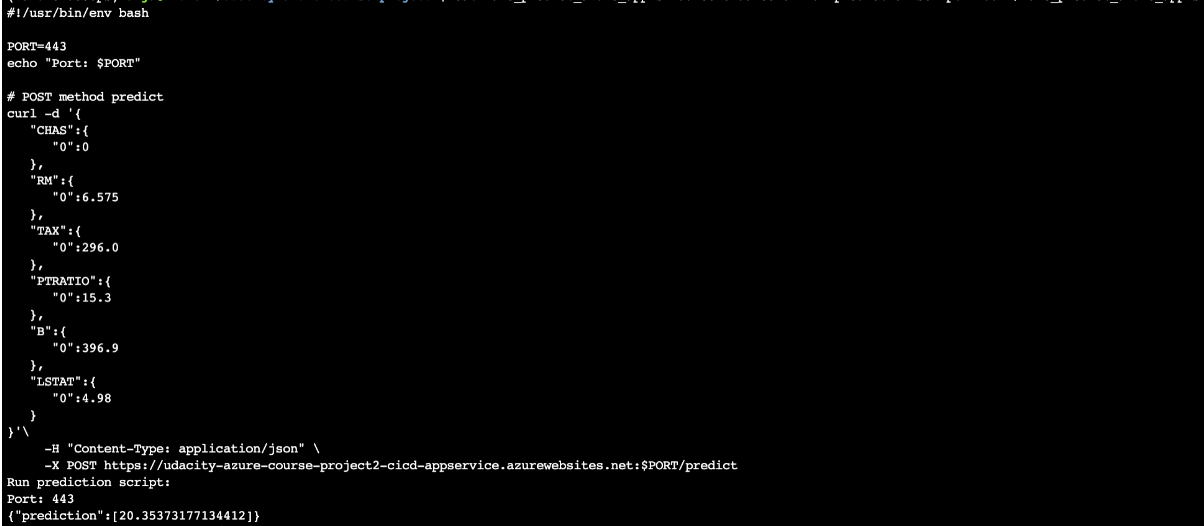 #!/usr/bin/env bash
PORT=443
echo "Port: $PORT"
# POST method predict
curl -d '{
"CHAS":{
"0":0
},
"RM":{
"0":6.575
},
"TAX":{
"0":296.0
},
"PTRATIO":{
"0":15.3
},
"B":{
"0":396.9
},
"LSTAT":{
"0":4.98
}
}'\
-H "Content-Type: application/json" \
-X POST https://udacity-azure-course-project2-cicd-appservice.azurewebsites.net:$PORT/predict
Run prediction script:
Port: 443
{"prediction":[20.35373177134412]}